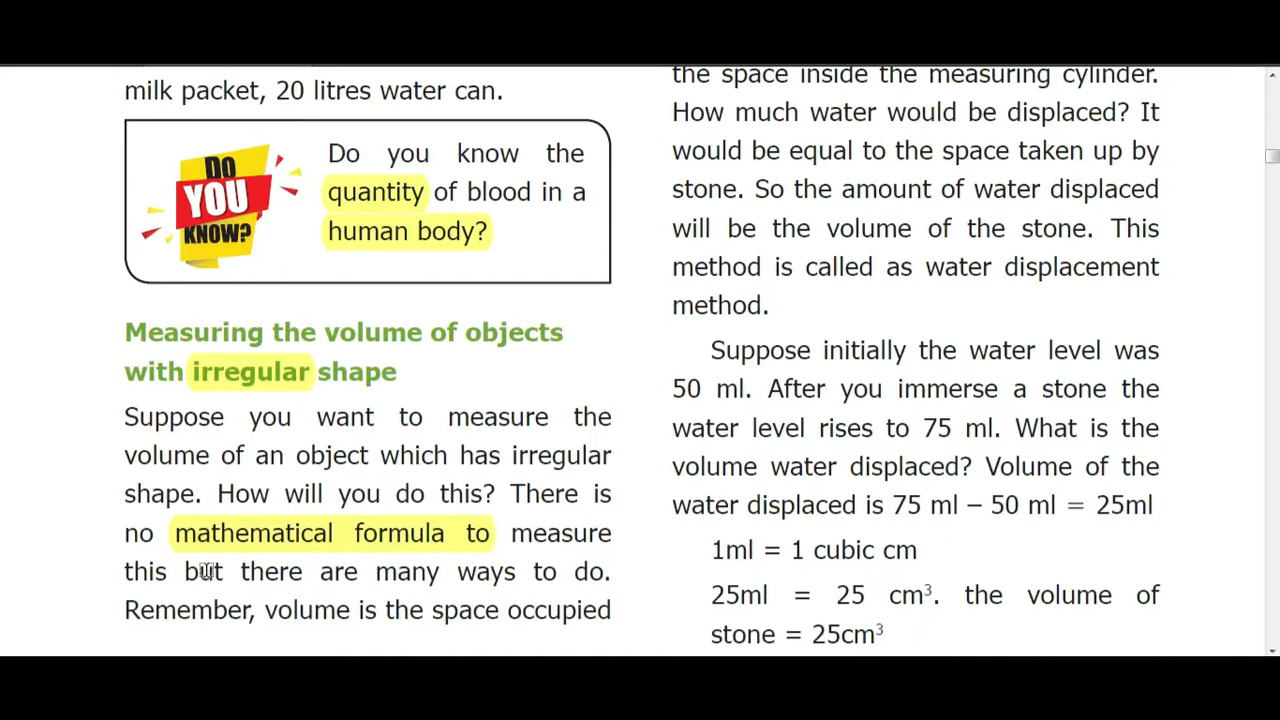 milk packet, 20 litres water can.
DO
YOU
KNOW?
Do you know the
quantity of blood in a
human body?
Measuring the volume of objects
with irregular shape
Suppose you want to measure the
volume of an object which has irregular
shape. How will you do this? There is
no mathematical formula to measure
this but there are many ways to do.
Remember, volume is the space occupied
the space inside the measuring cylinder.
How much water would be displaced? It
would be equal to the space taken up by
stone. So the amount of water displaced
will be the volume of the stone. This
method is called as water displacement
method.
Suppose initially the water level was
50 ml. After you immerse a stone the
water level rises to 75 ml. What is the
volume water displaced? Volume of the
water displaced is 75 ml – 50 ml = 25ml
1ml = 1 cubic cm
25ml = 25 cm³. the volume of
stone = 25cm³